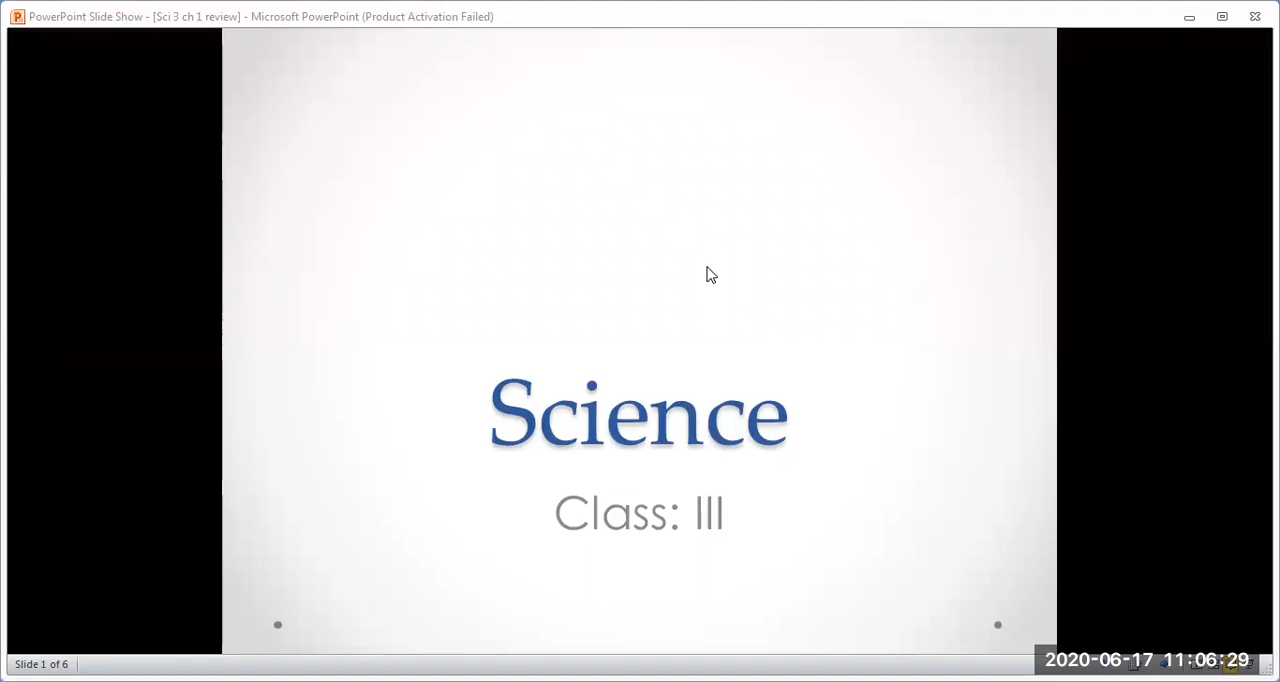 PowerPoint Slide Show - [Sci 3 ch 1 review] - Microsoft PowerPoint (Product Activation Failed)
Science
Class: III
Slide 1 of 6
2020-06-17 11:06:29